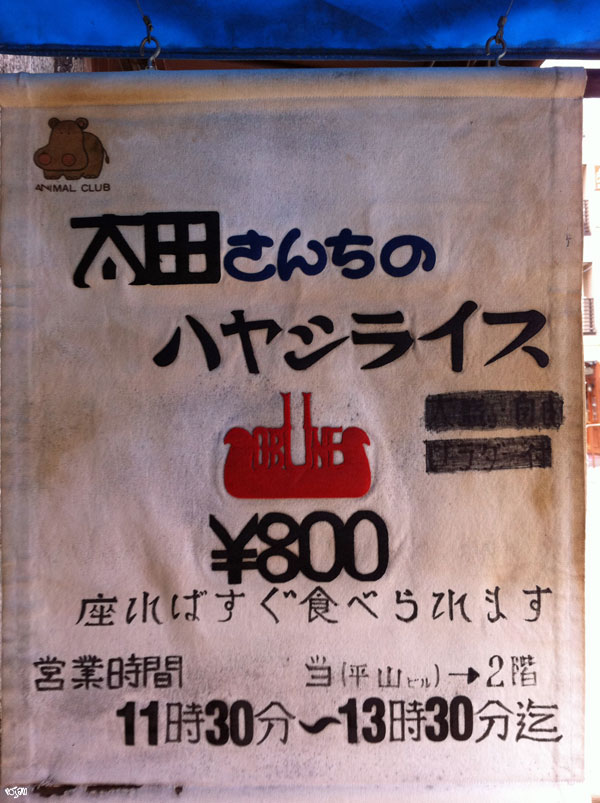 ANIMAL CLUB
太田さんちの
ハヤシライス
NOBUNE
¥800
座ればすぐ食べられます
営業時間 当(平山ビル)→2階
11時30分〜13時30分迄